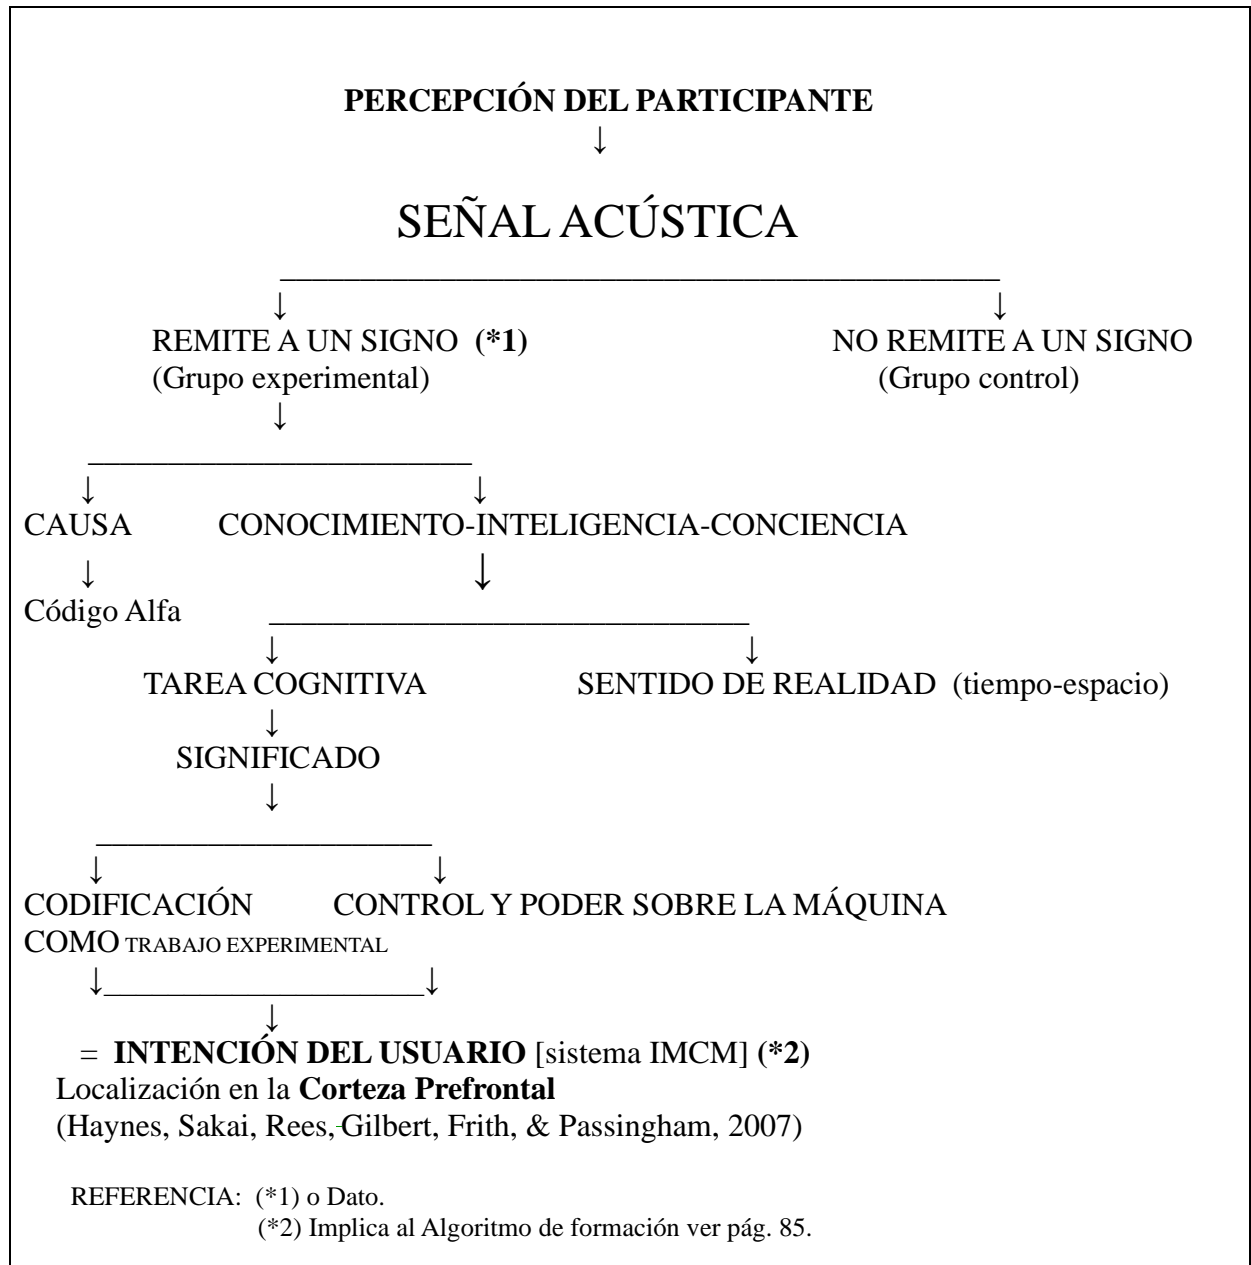 PERCEPCIÓN DEL PARTICIPANTE
↓
SEÑAL ACÚSTICA
↓ ↓
REMITE A UN SIGNO (*1) NO REMITE A UN SIGNO
(Grupo experimental) (Grupo control)
↓
↓ ↓
CAUSA CONOCIMIENTO-INTELIGENCIA-CONCIENCIA
↓ ↓
Código Alfa
↓ ↓
TAREA COGNITIVA SENTIDO DE REALIDAD (tiempo-espacio)
↓
SIGNIFICADO
↓
↓ ↓
CODIFICACIÓN CONTROL Y PODER SOBRE LA MÁQUINA
COMO TRABAJO EXPERIMENTAL
↓ ↓
↓
= INTENCIÓN DEL USUARIO [sistema IMCM] (*2)
Localización en la Corteza Prefrontal
(Haynes, Sakai, Rees, Gilbert, Frith, & Passingham, 2007)
REFERENCIA: (*1) o Dato.
(*2) Implica al Algoritmo de formación ver pág. 85.